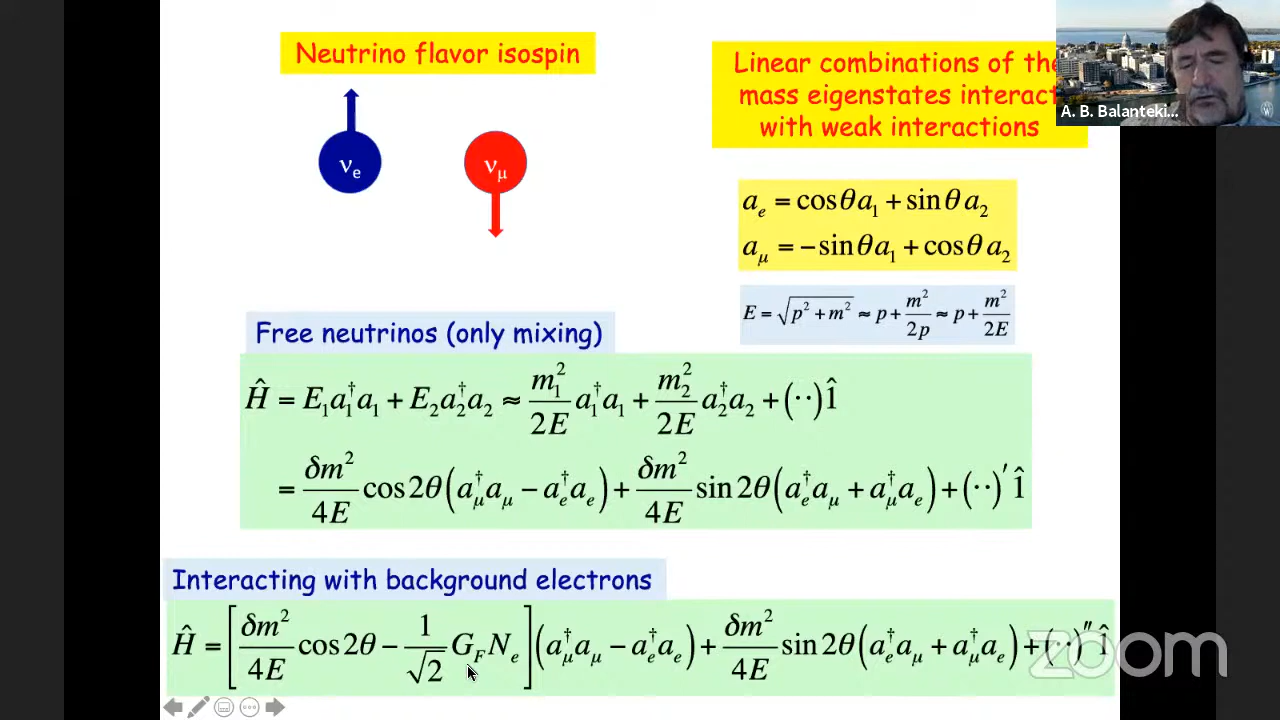 Neutrino flavor isospin
νe
νμ
Linear combinations of the
mass eigenstates interact
with weak interactions
A. B. Balanteki...
a_e = cosθ a_1 + sinθ a_2
a_μ = −sinθ a_1 + cosθ a_2
E = √(p² + m²) ≈ p + m²/2p ≈ p + m²/2E
Free neutrinos (only mixing)
Ĥ = E_1 a_1† a_1 + E_2 a_2† a_2 ≈ m_1²/2E a_1† a_1 + m_2²/2E a_2† a_2 + (··) 1̂
= δm²/4E cos2θ (a_μ† a_μ − a_e† a_e) + δm²/4E sin2θ (a_e† a_μ + a_μ† a_e) + (··)′ 1̂
Interacting with background electrons
Ĥ = [δm²/4E cos2θ − 1/√2 G_F N_e] (a_μ† a_μ − a_e† a_e) + δm²/4E sin2θ (a_e† a_μ + a_μ† a_e) + (··)″ 1̂
zoom